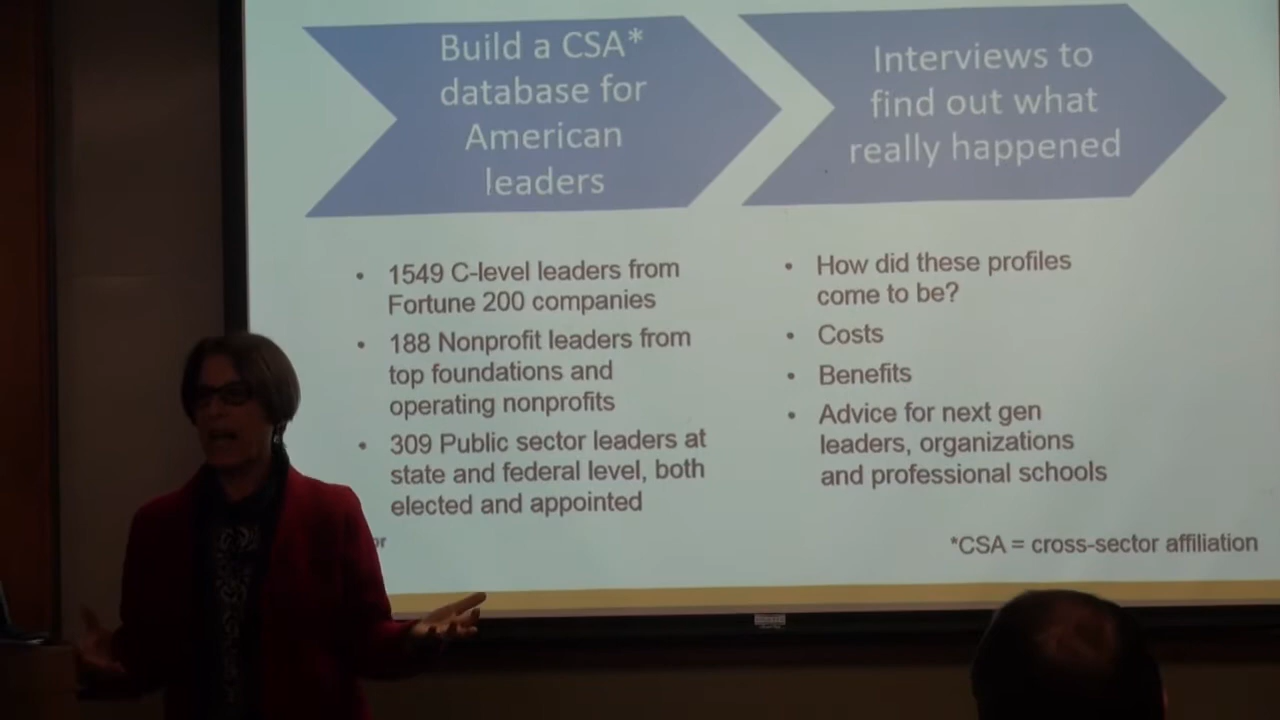 Build a CSA*
database for
American
leaders
Interviews to
find out what
really happened
• 1549 C-level leaders from
Fortune 200 companies
• 188 Nonprofit leaders from
top foundations and
operating nonprofits
• 309 Public sector leaders at
state and federal level, both
elected and appointed
• How did these profiles
come to be?
• Costs
• Benefits
• Advice for next gen
leaders, organizations
and professional schools
*CSA = cross-sector affiliation